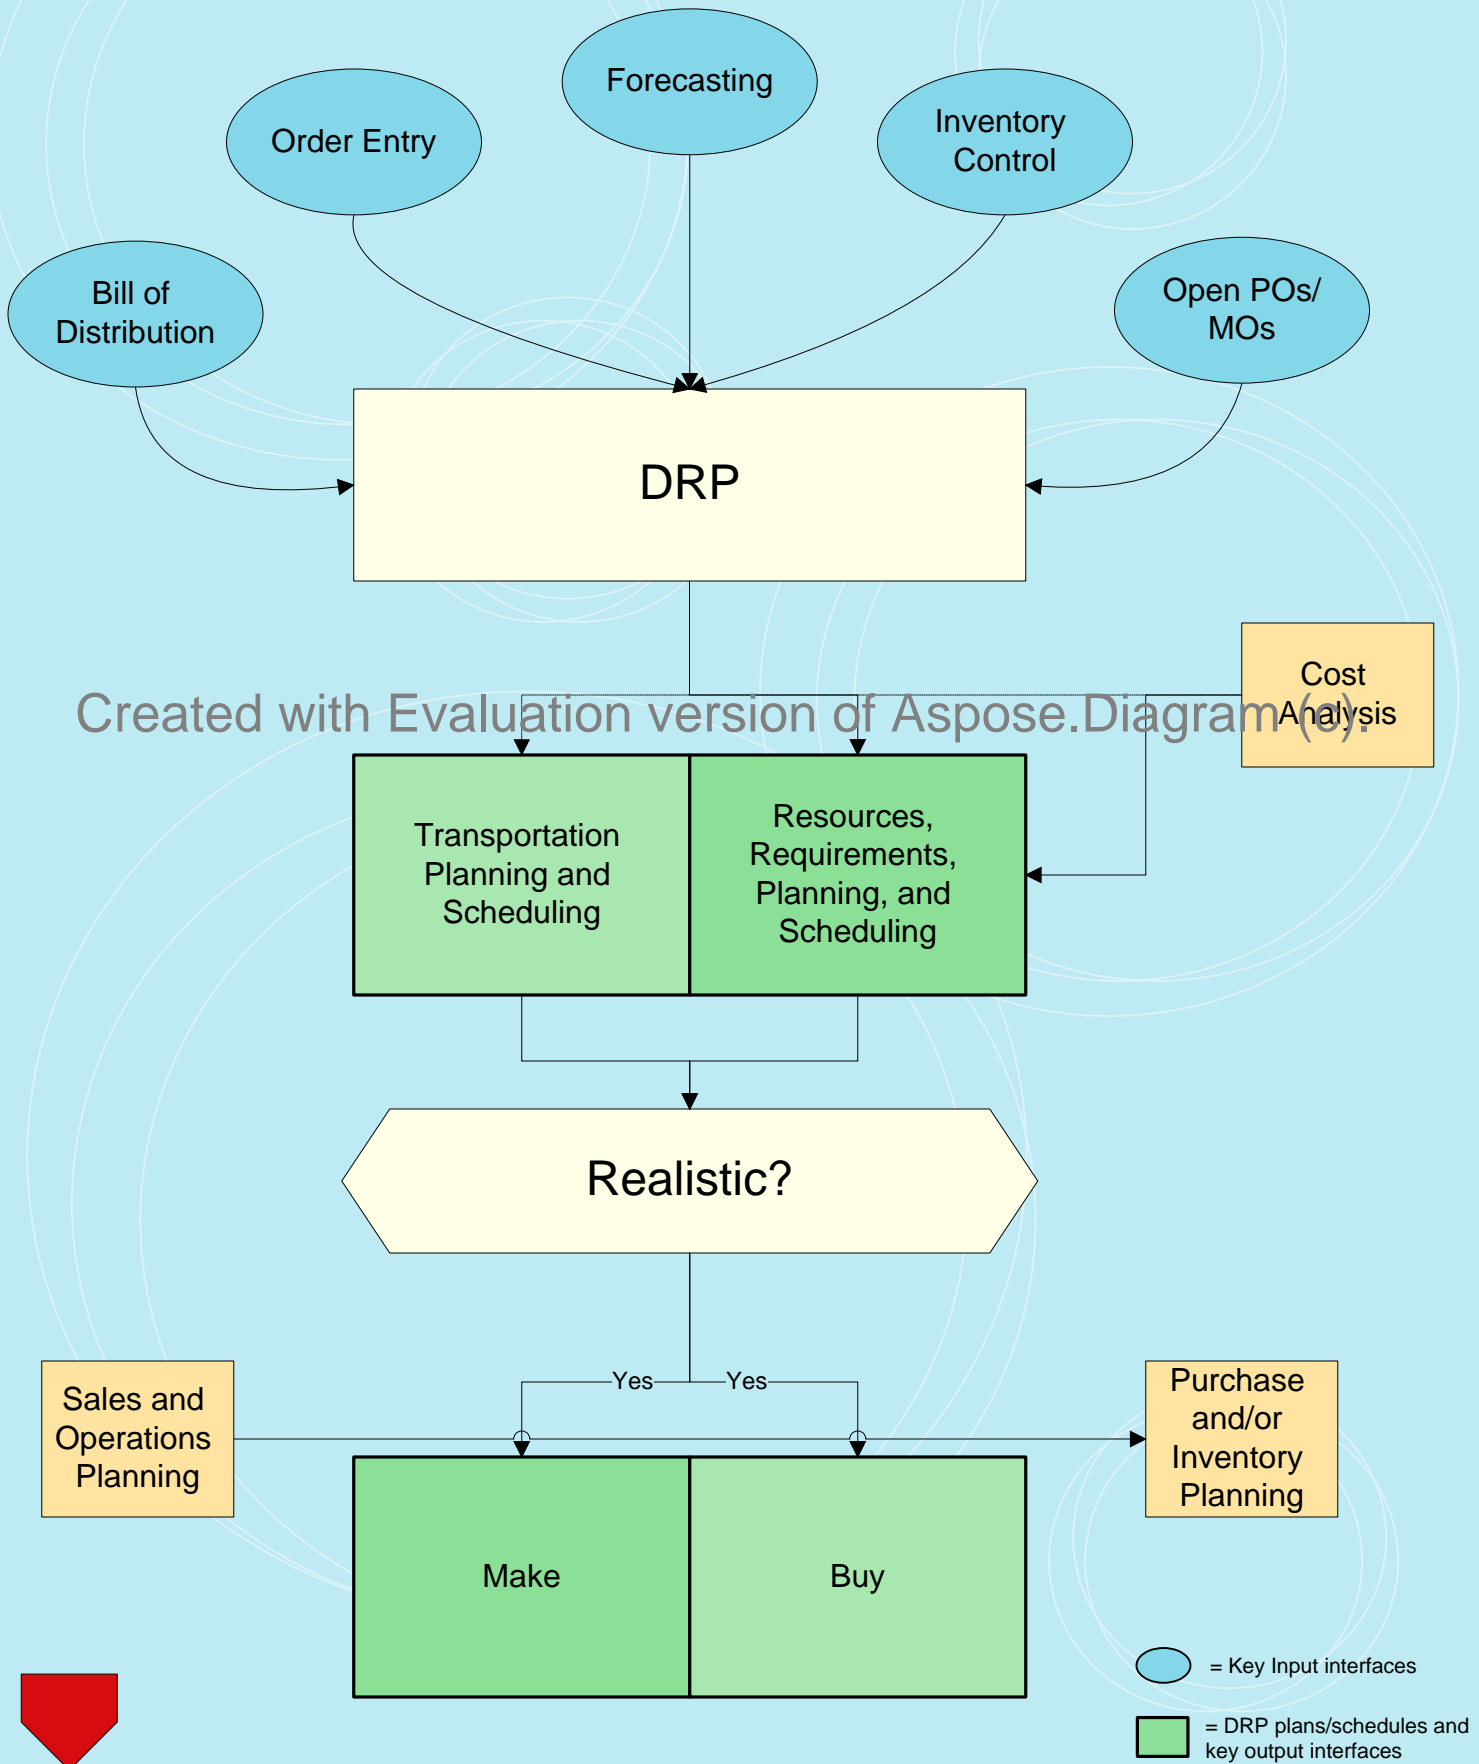 Forecasting
Order Entry
Inventory
Control
Bill of
Distribution
Open POs/
MOs
DRP
Cost
Analysis
Created with Evaluation version of Aspose.Diagram (c).
Transportation
Planning and
Scheduling
Resources,
Requirements,
Planning, and
Scheduling
Realistic?
Yes
Yes
Sales and
Operations
Planning
Purchase
and/or
Inventory
Planning
Make
Buy
= Key Input interfaces
= DRP plans/schedules and
key output interfaces